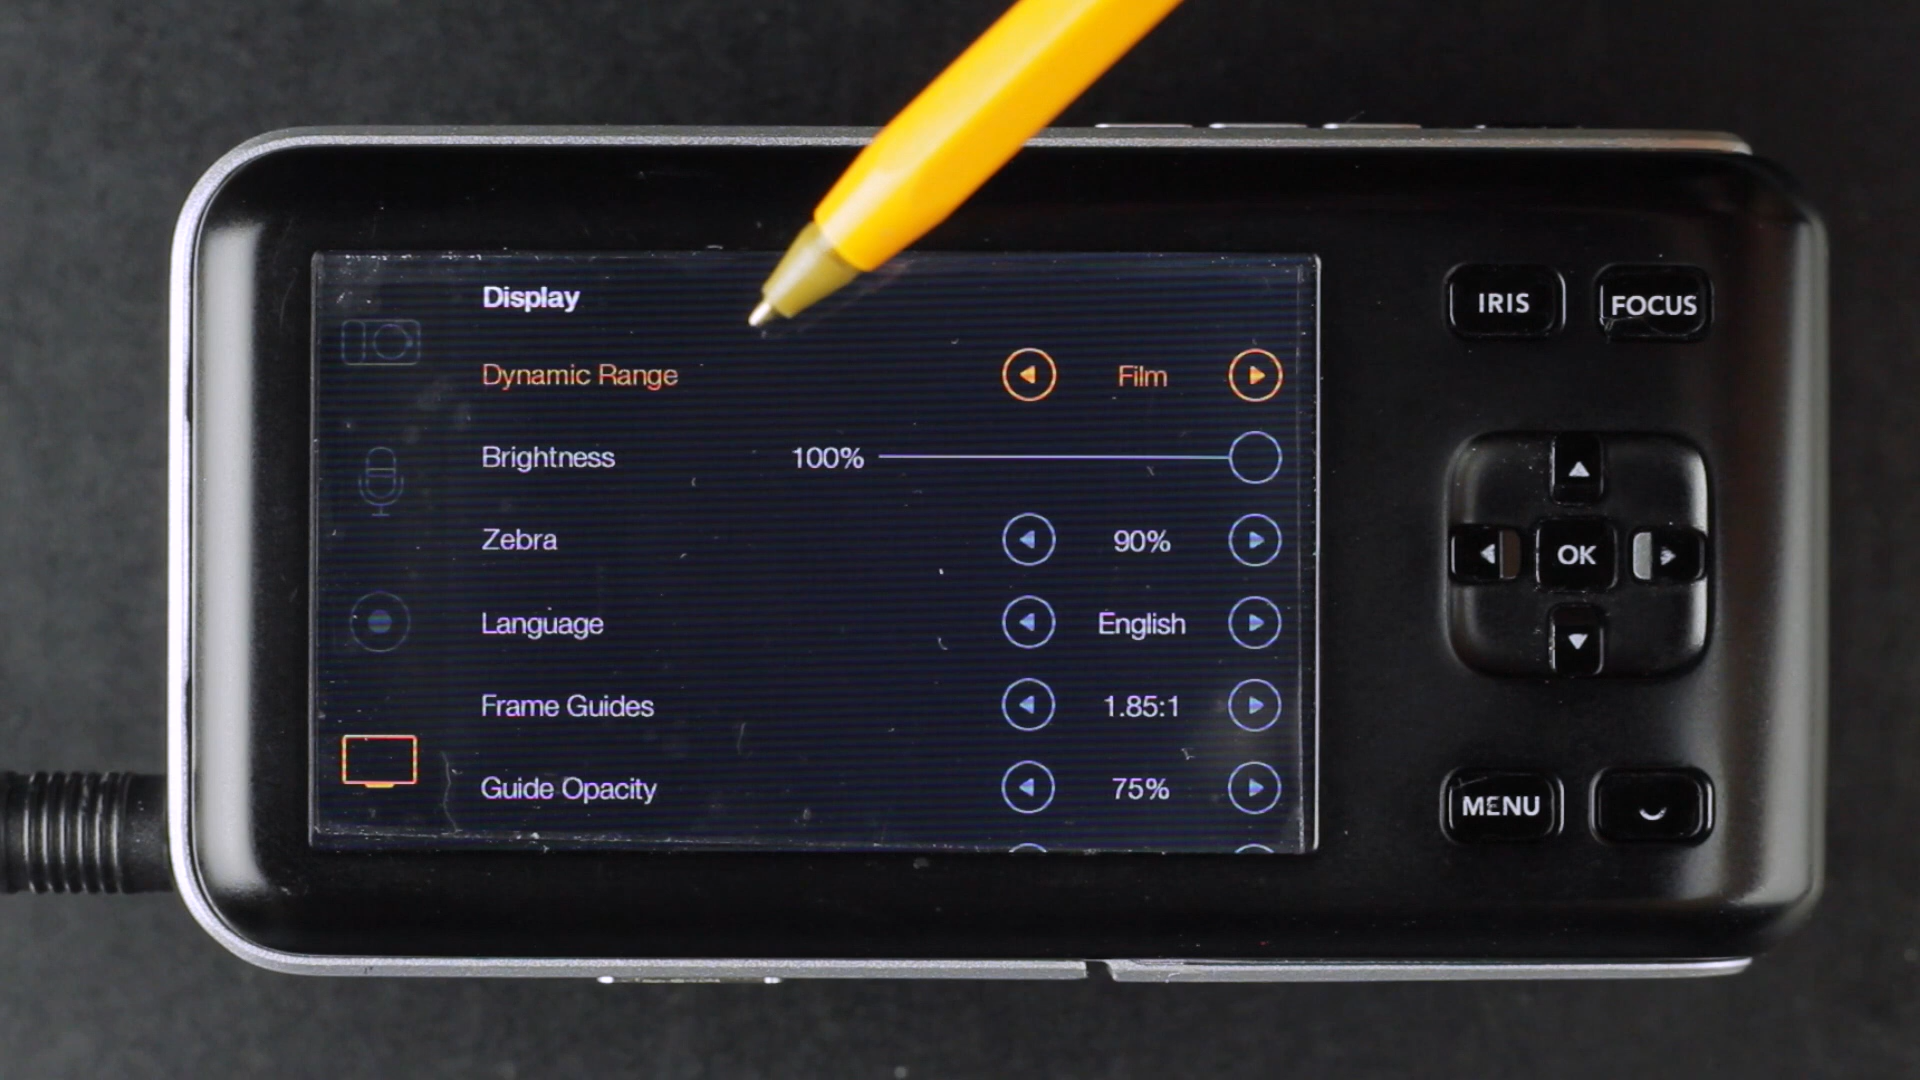 Display
Dynamic Range Film
Brightness 100%
Zebra 90%
Language English
Frame Guides 1.85:1
Guide Opacity 75%
IRIS FOCUS
OK
MENU